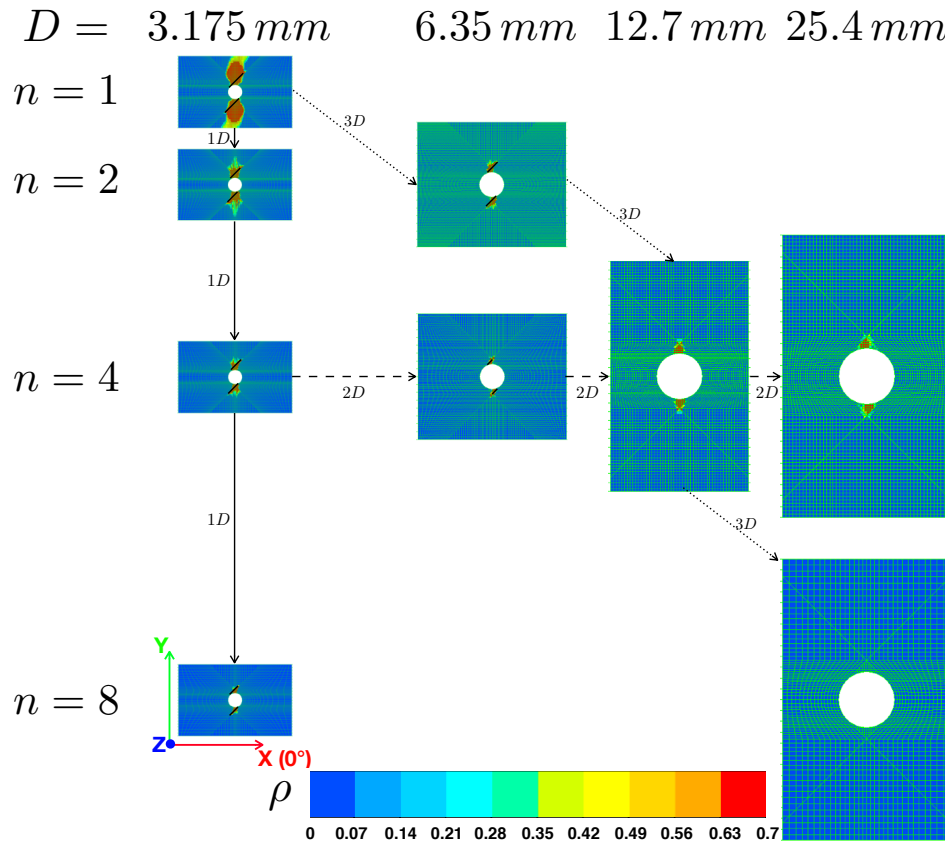 D = 3.175 mm 6.35 mm 12.7 mm 25.4 mm
n = 1
3D
1D
n = 2
3D
1D
n = 4
2D 2D 2D
1D
3D
Y
n = 8
Z
X (0°)
ρ
0 0.07 0.14 0.21 0.28 0.35 0.42 0.49 0.56 0.63 0.7